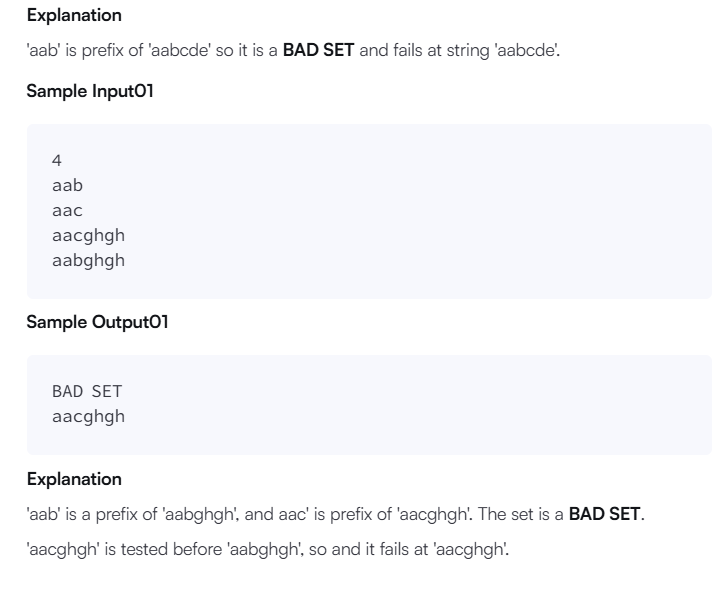 Explanation
'aab' is prefix of 'aabcde' so it is a BAD SET and fails at string 'aabcde'.
Sample Input01
4
aab
aac
aacghgh
aabghgh
Sample Output01
BAD SET
aacghgh
Explanation
'aab' is a prefix of 'aabghgh', and aac' is prefix of 'aacghgh'. The set is a BAD SET.
'aacghgh' is tested before 'aabghgh', so and it fails at 'aacghgh'.